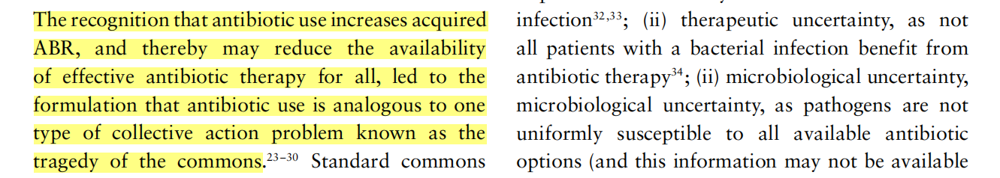 The recognition that antibiotic use increases acquired
ABR, and thereby may reduce the availability
of effective antibiotic therapy for all, led to the
formulation that antibiotic use is analogous to one
type of collective action problem known as the
tragedy of the commons.23–30 Standard commons
infection32,33; (ii) therapeutic uncertainty, as not
all patients with a bacterial infection benefit from
antibiotic therapy34; (ii) microbiological uncertainty,
microbiological uncertainty, as pathogens are not
uniformly susceptible to all available antibiotic
options (and this information may not be available